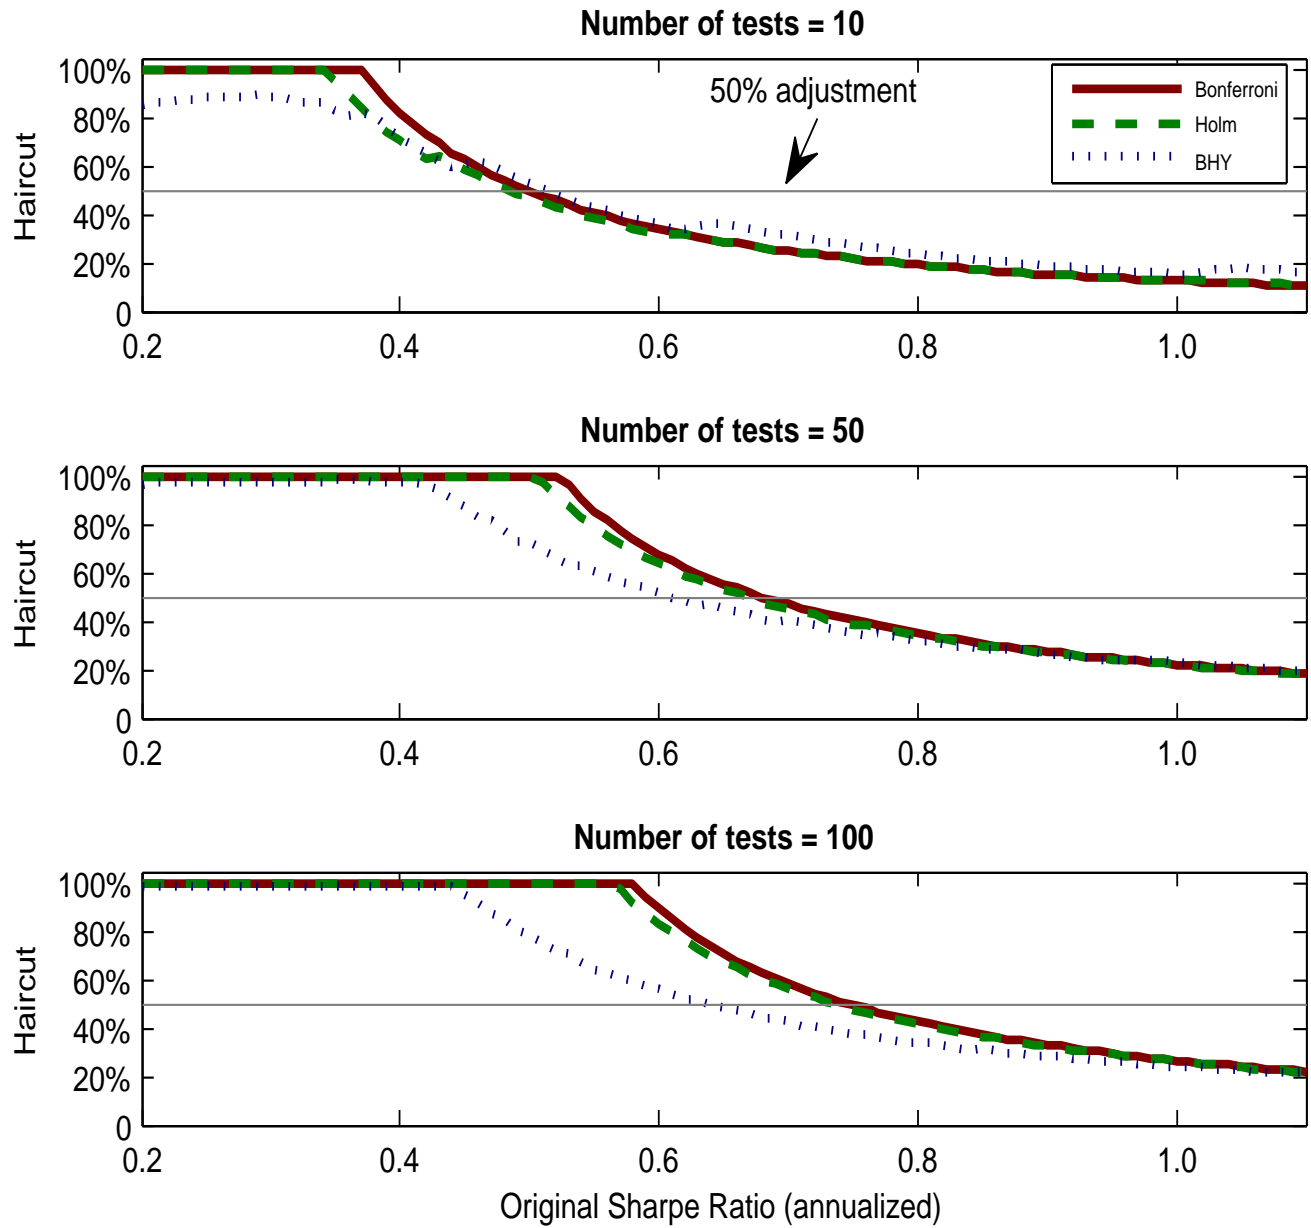 Number of tests = 10
100%
80%
60%
40%
20%
0
Haircut
50% adjustment
Bonferroni
Holm
BHY
0.2 0.4 0.6 0.8 1.0
Number of tests = 50
100%
80%
60%
40%
20%
0
Haircut
0.2 0.4 0.6 0.8 1.0
Number of tests = 100
100%
80%
60%
40%
20%
0
Haircut
0.2 0.4 0.6 0.8 1.0
Original Sharpe Ratio (annualized)